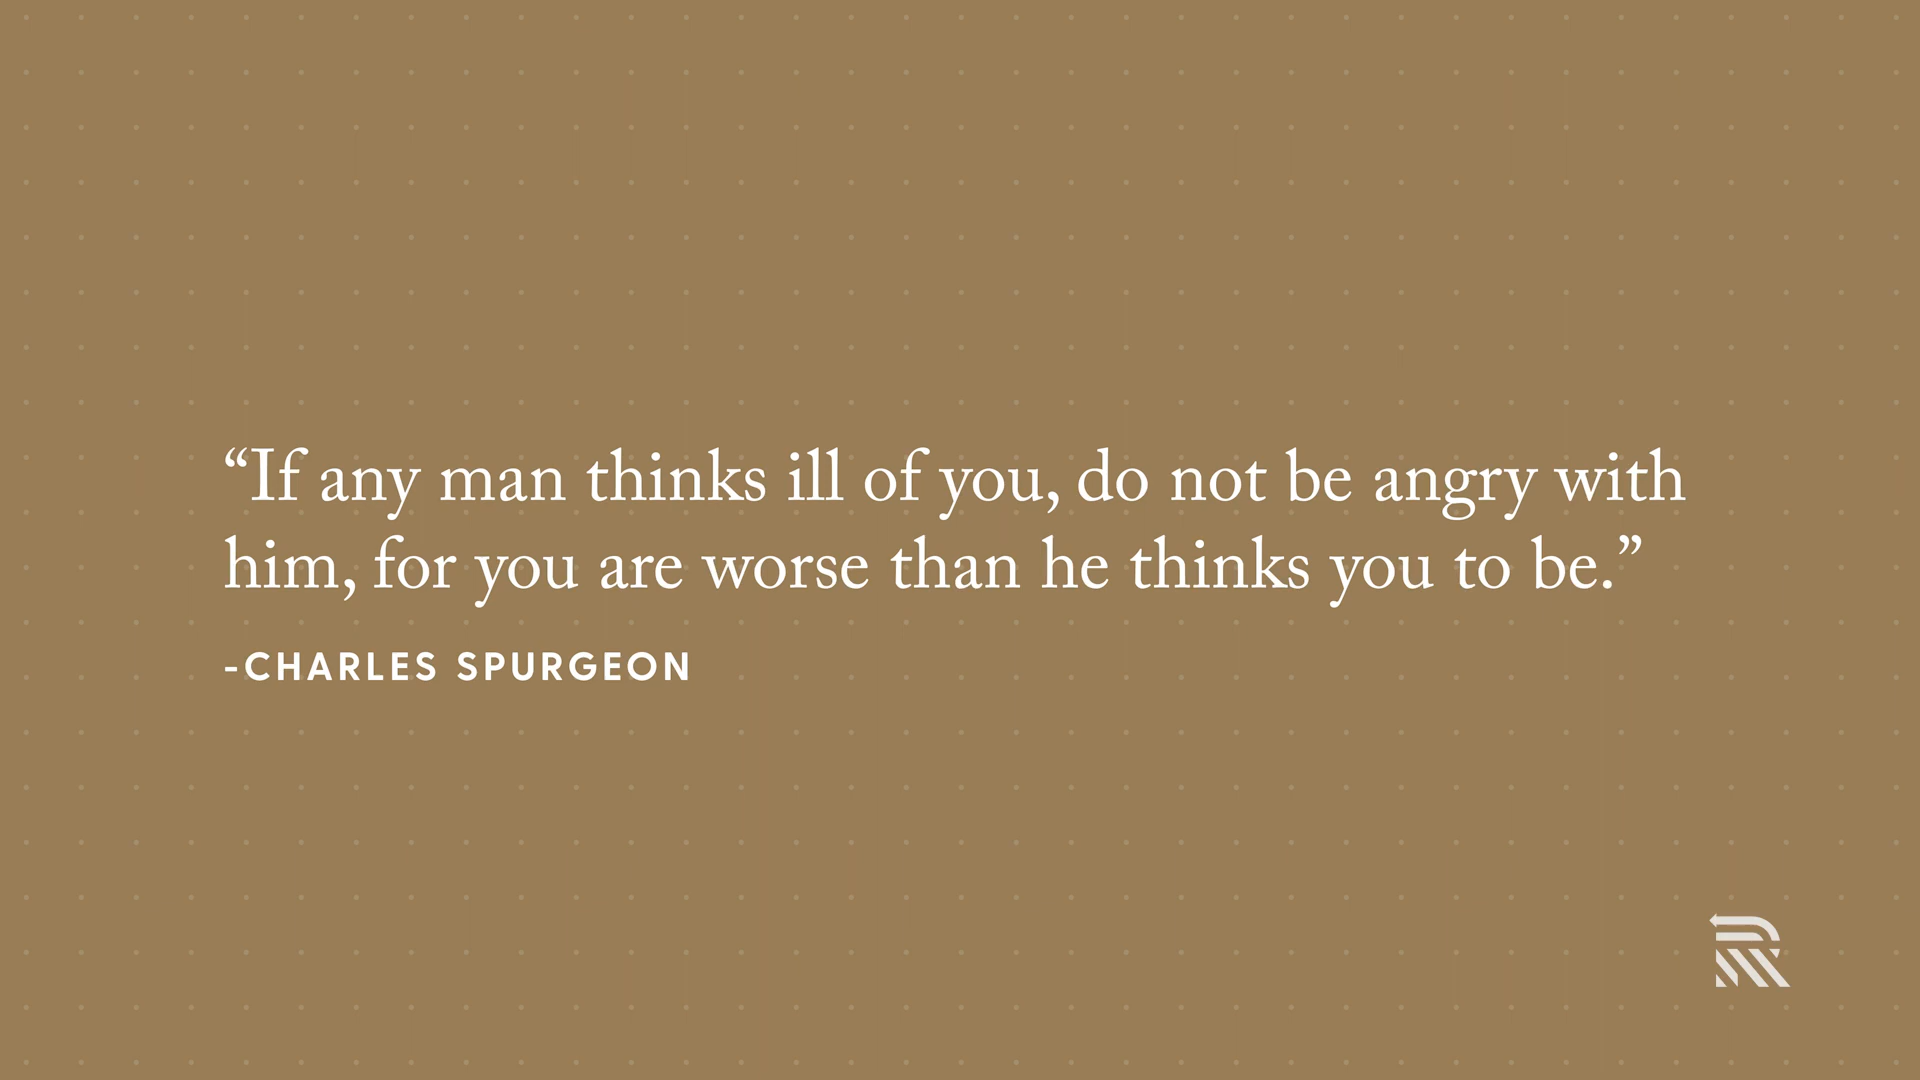 “If any man thinks ill of you, do not be angry with
him, for you are worse than he thinks you to be.”
-CHARLES SPURGEON